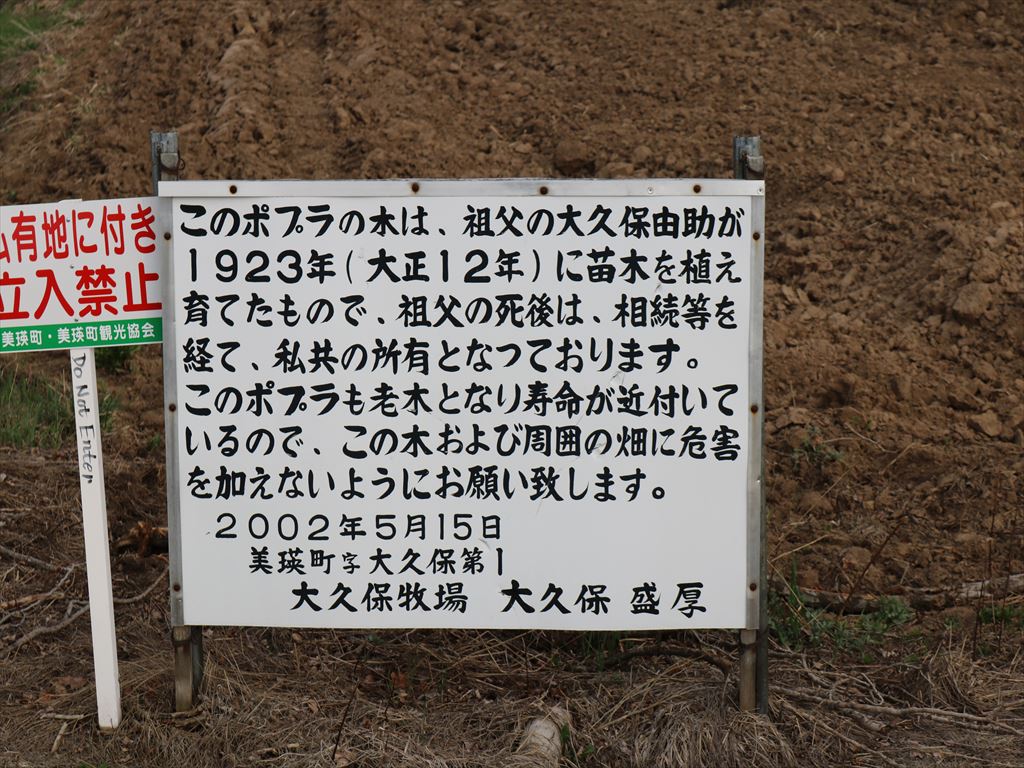 私有地に付き
立入禁止
美瑛町・美瑛町観光協会
Do Not Enter
このポプラの木は、祖父の大久保由助が
1923年(大正12年)に苗木を植え
育てたもので、祖父の死後は、相続等を
経て、私共の所有となっております。
このポプラも老木となり寿命が近付いて
いるので、この木および周囲の畑に危害
を加えないようにお願い致します。
2002年5月15日
美瑛町字大久保第1
大久保牧場 大久保 盛厚